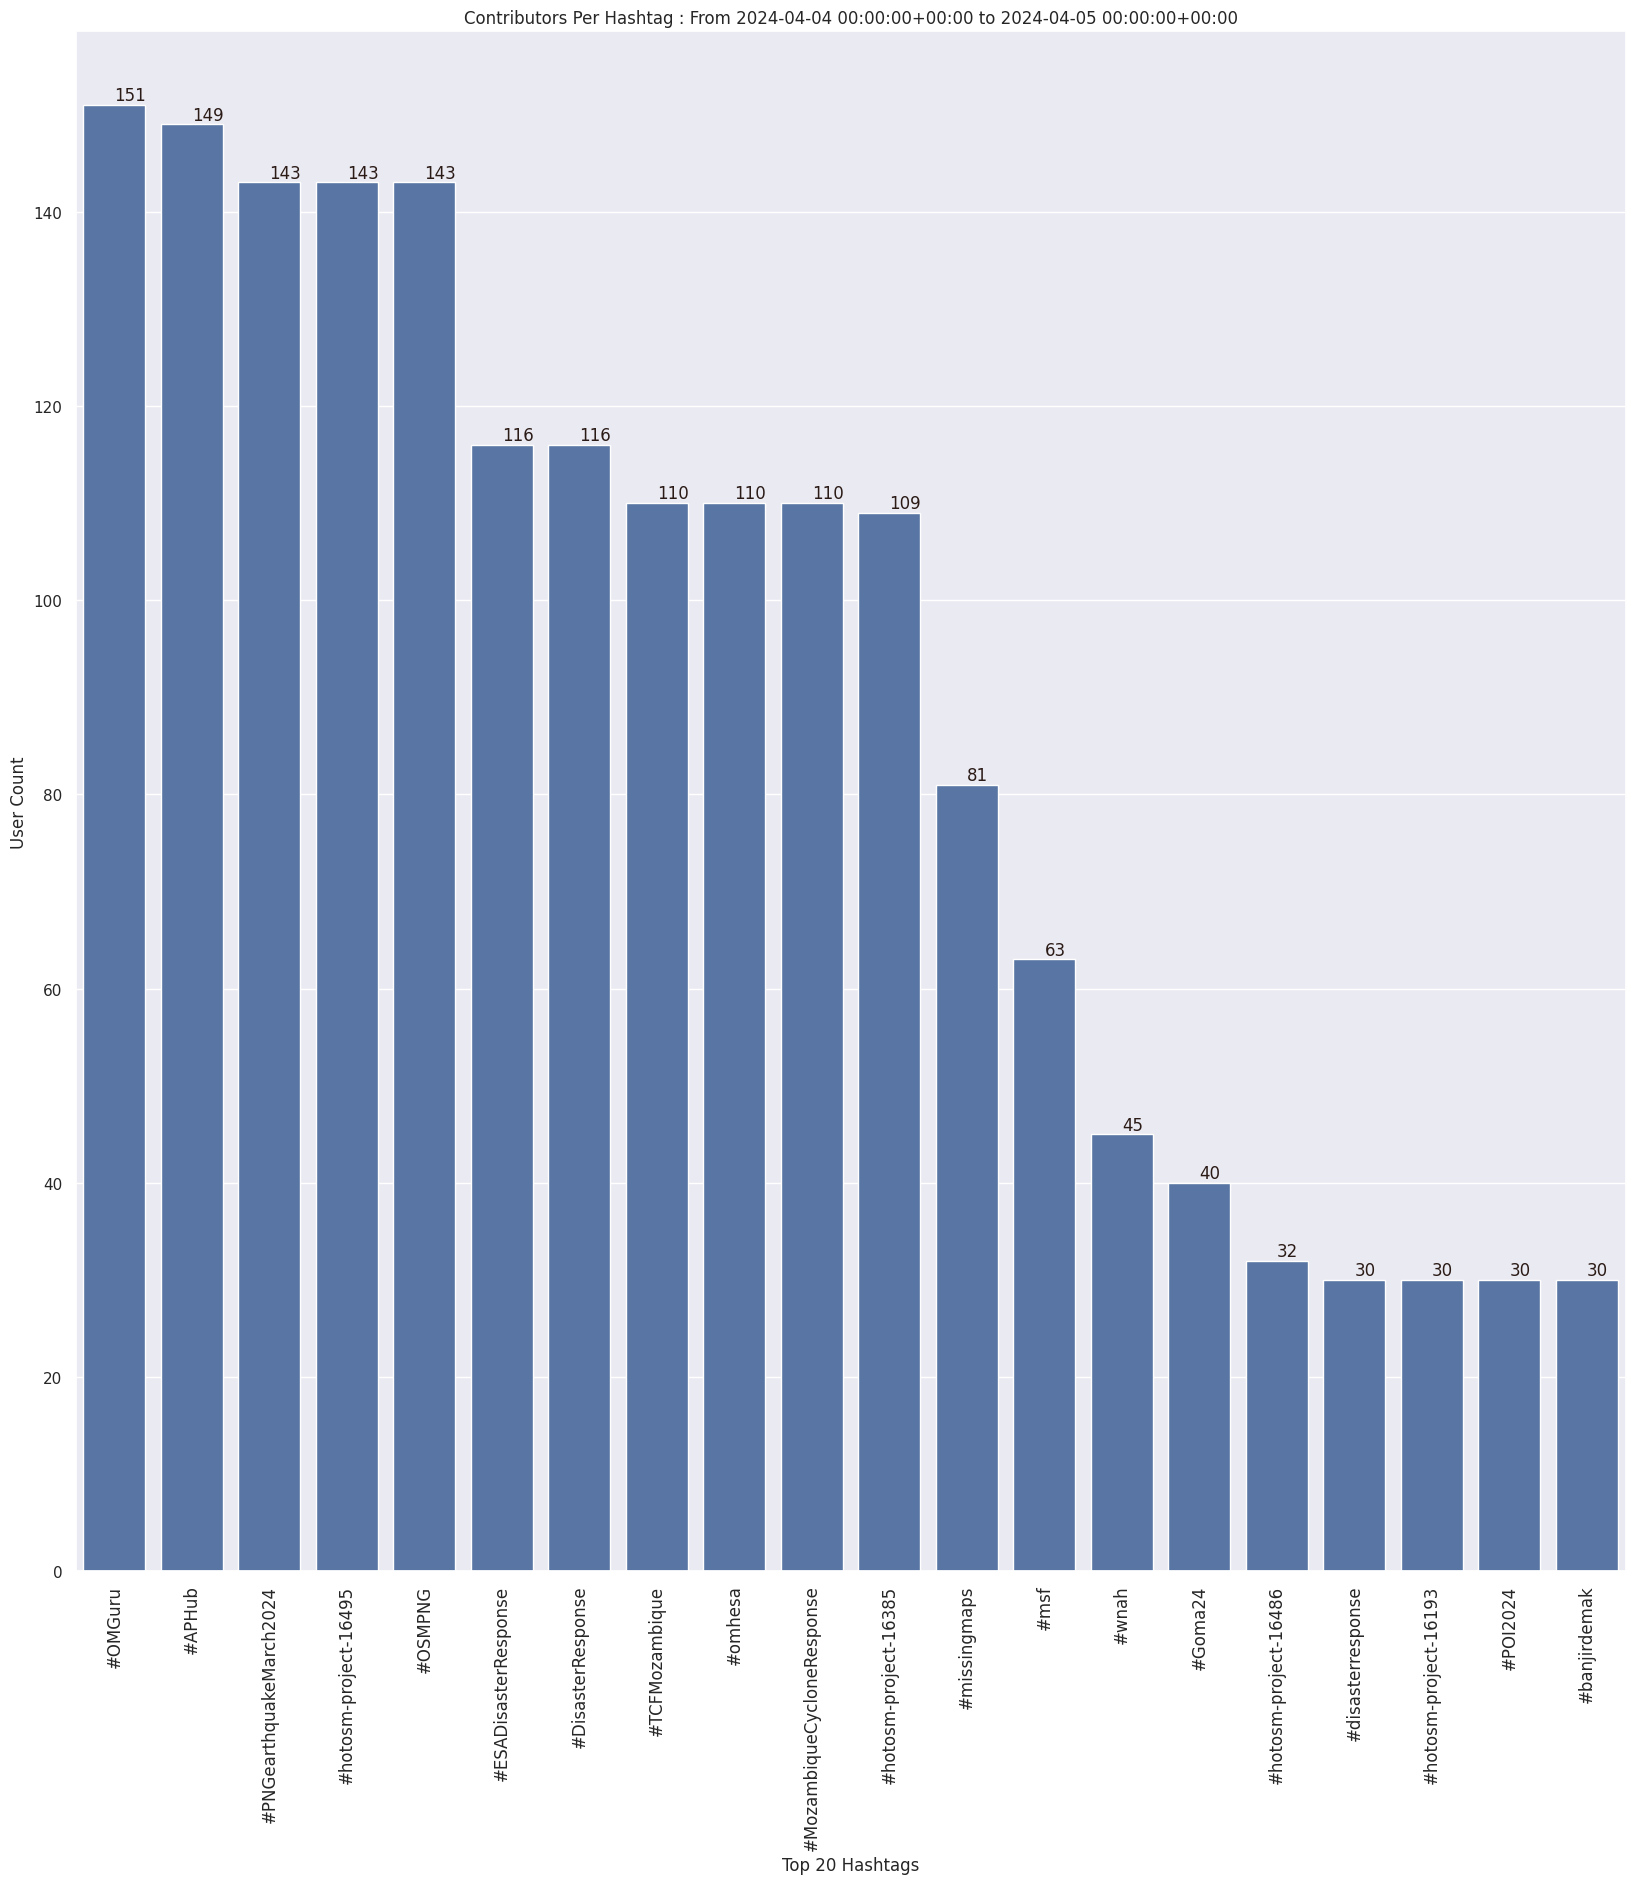 Contributors Per Hashtag : From 2024-04-04 00:00:00+00:00 to 2024-04-05 00:00:00+00:00
User Count
140
120
100
80
60
40
20
0
151
149
143
143
143
116
116
110
110
110
109
81
63
45
40
32
30
30
30
30
#OMGuru
#APHub
#PNGearthquakeMarch2024
#hotosm-project-16495
#OSMPNG
#ESADisasterResponse
#DisasterResponse
#TCFMozambique
#omhesa
#MozambiqueCycloneResponse
#hotosm-project-16385
#missingmaps
#msf
#wnah
#Goma24
#hotosm-project-16486
#disasterresponse
#hotosm-project-16193
#POI2024
#banjirdemak
Top 20 Hashtags